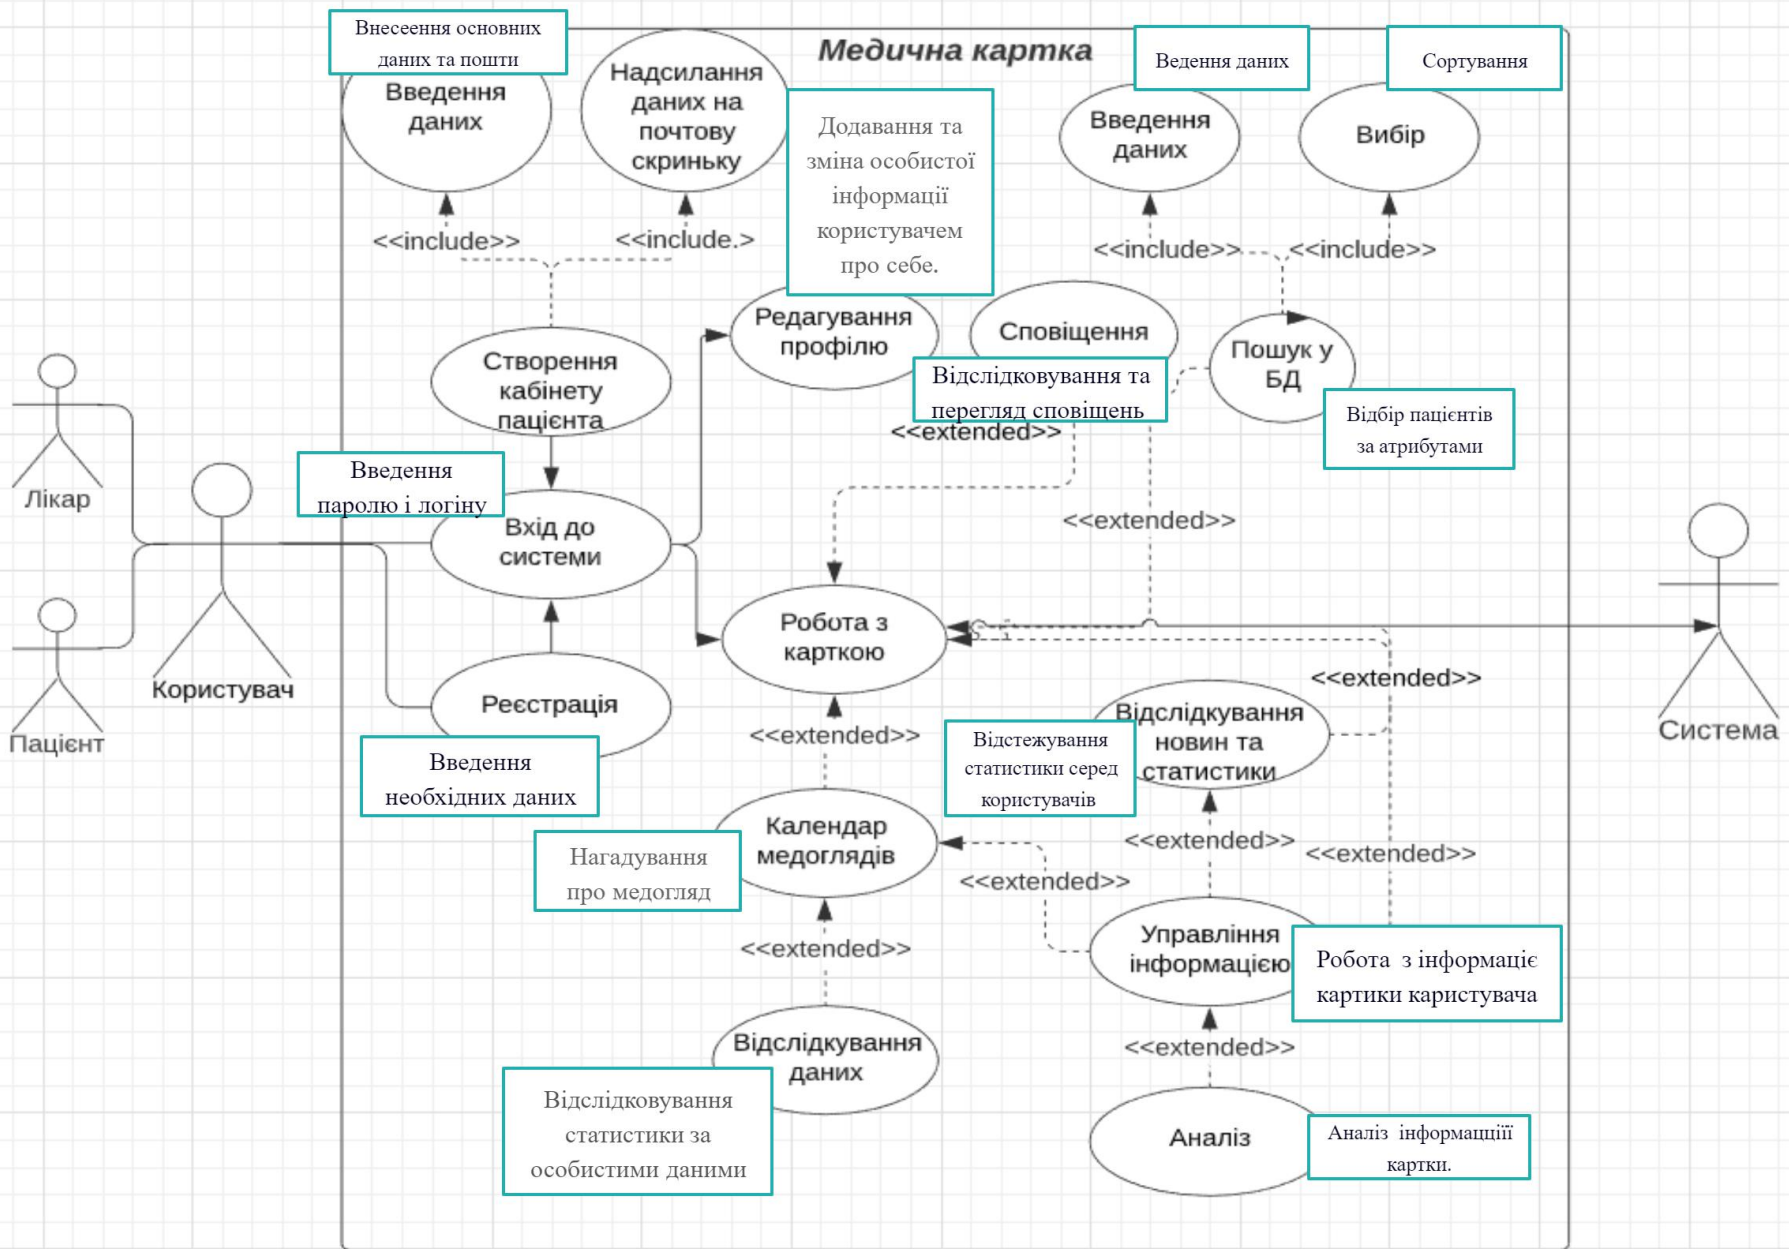 Внесеення основних
даних та пошти
Введення
даних
Надсилання
даних на
почтову
скриньку
Медична картка
Ведення даних
Сортування
Введення
даних
Вибір
Додавання та
зміна особистої
інформації
користувачем
про себе.
<<include>>
<<include.>
<<include>>
<<include>>
Редагування
профілю
Сповіщення
Відслідковування та
перегляд сповіщень
<<extended>>
Пошук у
БД
Відбір пацієнтів
за атрибутами
Створення
кабінету
пацієнта
Лікар
Введення
паролю і логіну
Вхід до
системи
<<extended>>
Робота з
карткою
Користувач
Пацієнт
Реєстрація
Введення
необхідних даних
<<extended>>
Система
<<extended>>
Відслідкування
новин та
статистики
Відстежування
статистики серед
користувачів
Календар
медоглядів
Нагадування
про медогляд
<<extended>>
<<extended>>
<<extended>>
<<extended>>
Управління
інформацією
Робота з інформаціє
картики каристувача
Відслідкування
даних
Відслідковування
статистики за
особистими даними
<<extended>>
Аналіз
Аналіз інформацціїї
картки.